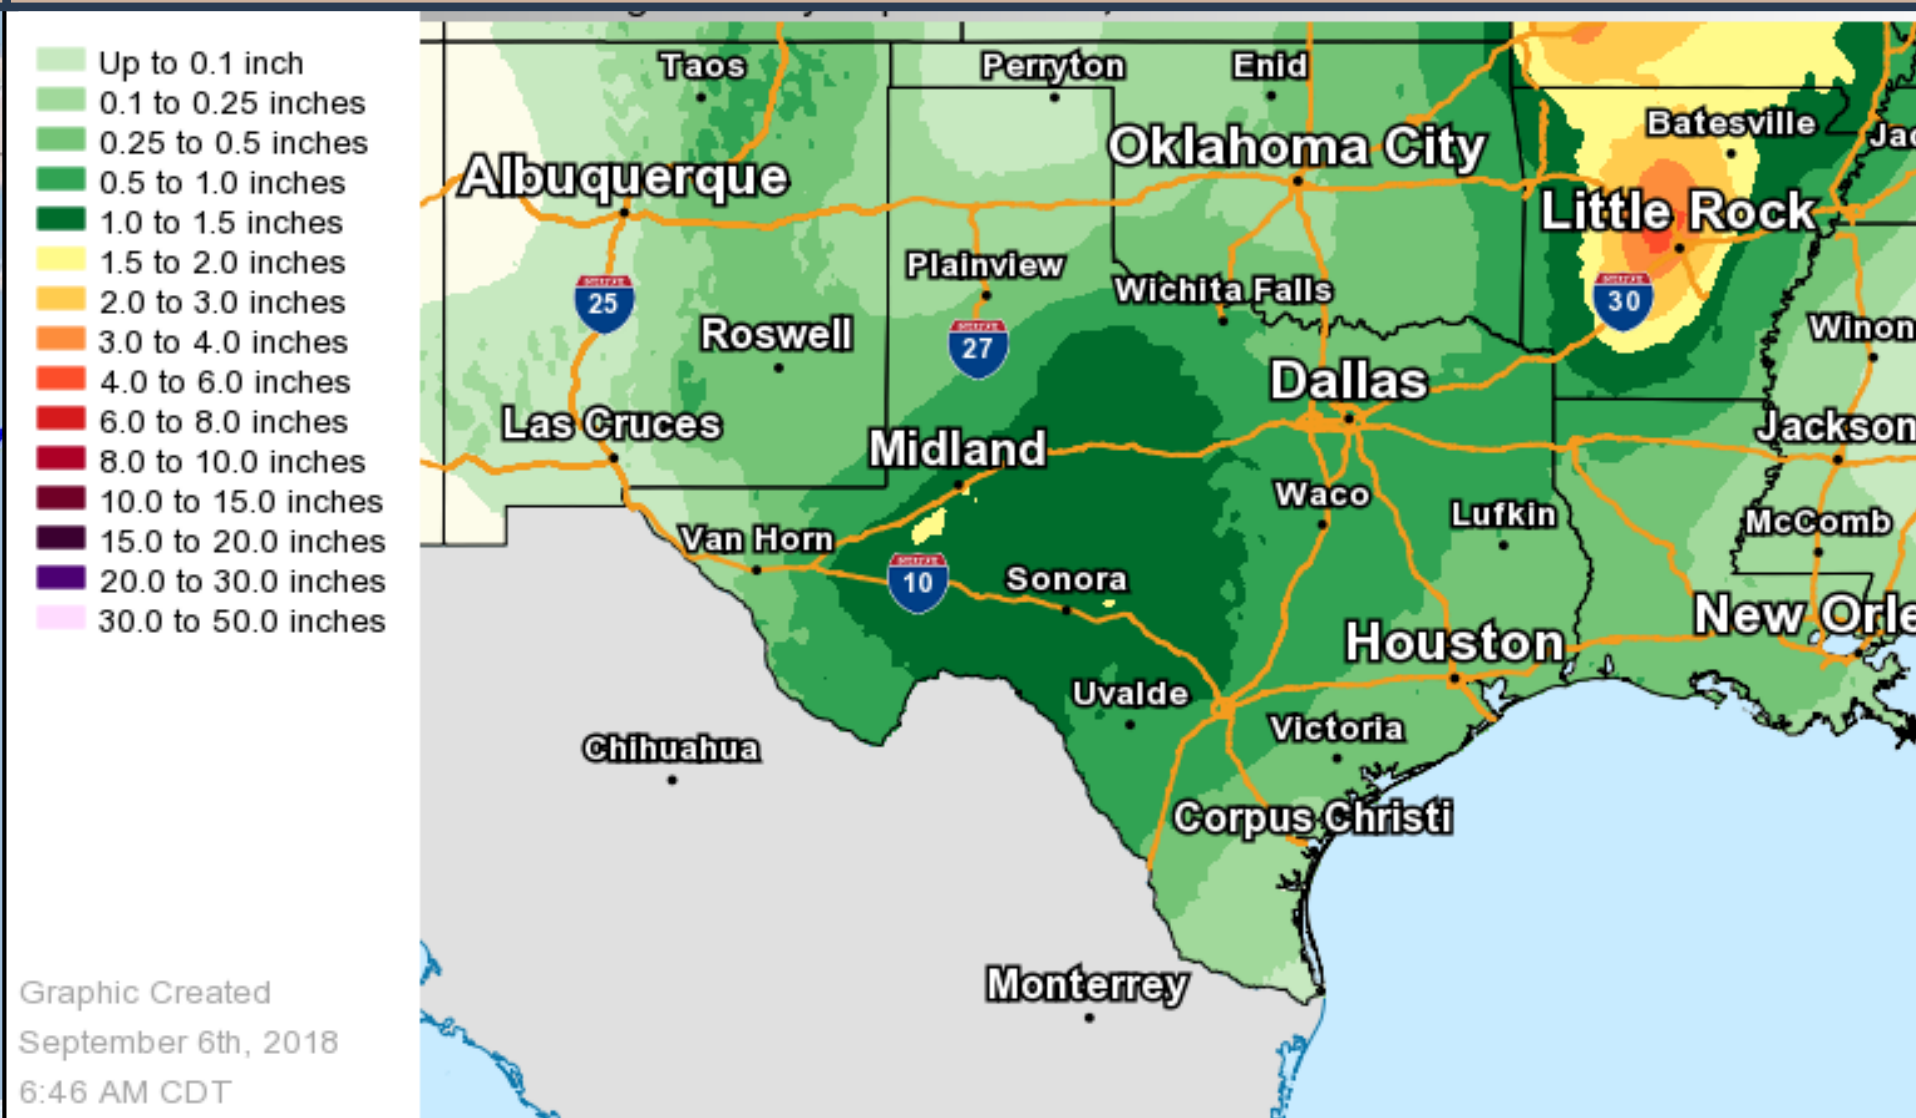 Up to 0.1 inch
0.1 to 0.25 inches
0.25 to 0.5 inches
0.5 to 1.0 inches
1.0 to 1.5 inches
1.5 to 2.0 inches
2.0 to 3.0 inches
3.0 to 4.0 inches
4.0 to 6.0 inches
6.0 to 8.0 inches
8.0 to 10.0 inches
10.0 to 15.0 inches
15.0 to 20.0 inches
20.0 to 30.0 inches
30.0 to 50.0 inches
Graphic Created
September 6th, 2018
6:46 AM CDT
Taos
Perryton
Enid
Batesville
Jac
Oklahoma City
Albuquerque
Little Rock
Plainview
Wichita Falls
25
30
Roswell
27
Winon
Dallas
Las Cruces
Midland
Jackson
Waco
Lufkin
McComb
Van Horn
10
Sonora
New Orle
Houston
Uvalde
Victoria
Chihuahua
Corpus Christi
Monterrey